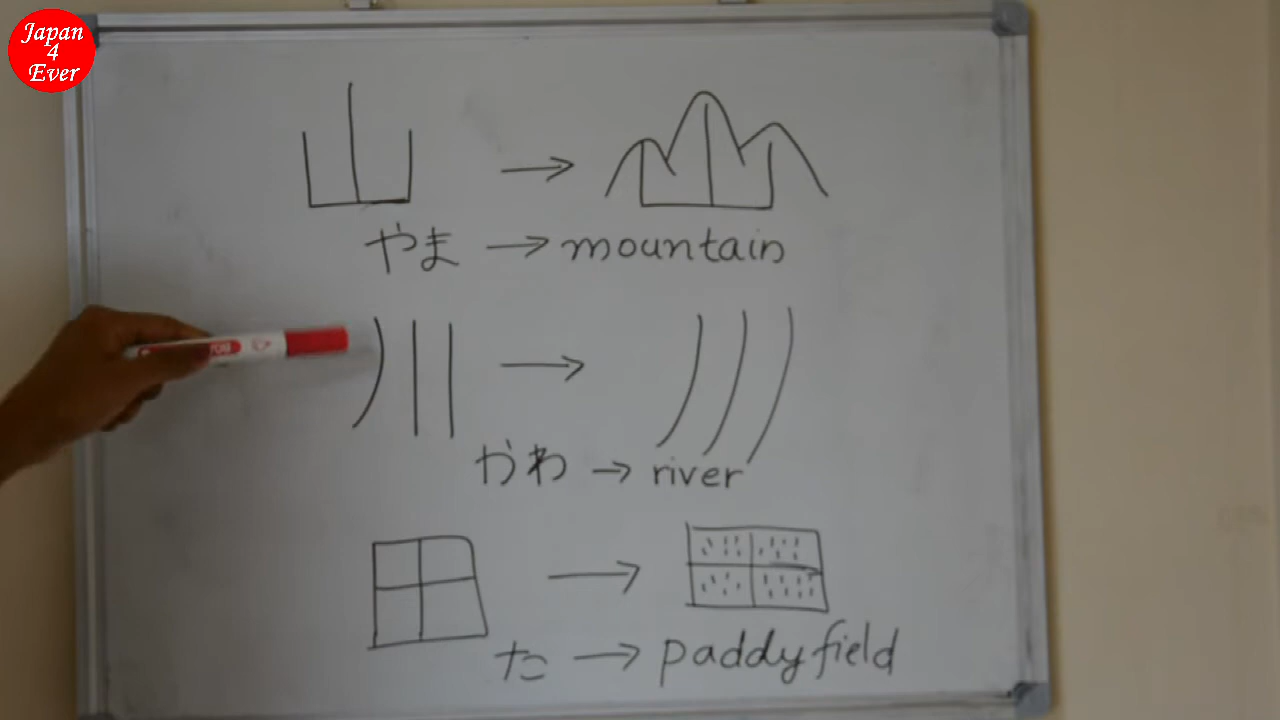 Japan
4
Ever
山 →
やま → mountain
川 →
かわ → river
田 →
た → paddy field